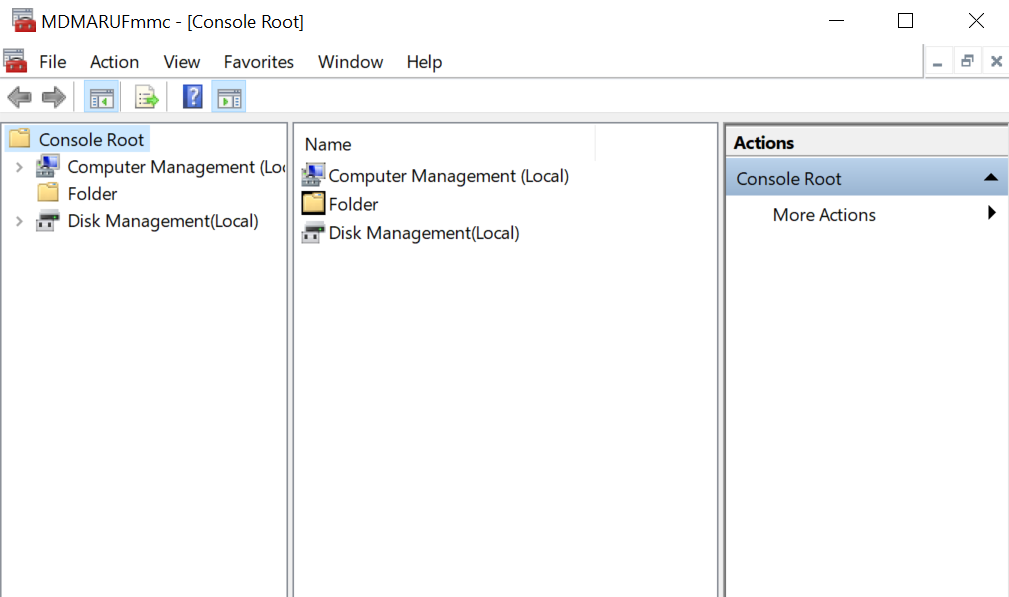 MDMARUFmmc - [Console Root]
File Action View Favorites Window Help
Console Root
Computer Management (Loc
Folder
Disk Management(Local)
Name
Computer Management (Local)
Folder
Disk Management(Local)
Actions
Console Root
More Actions